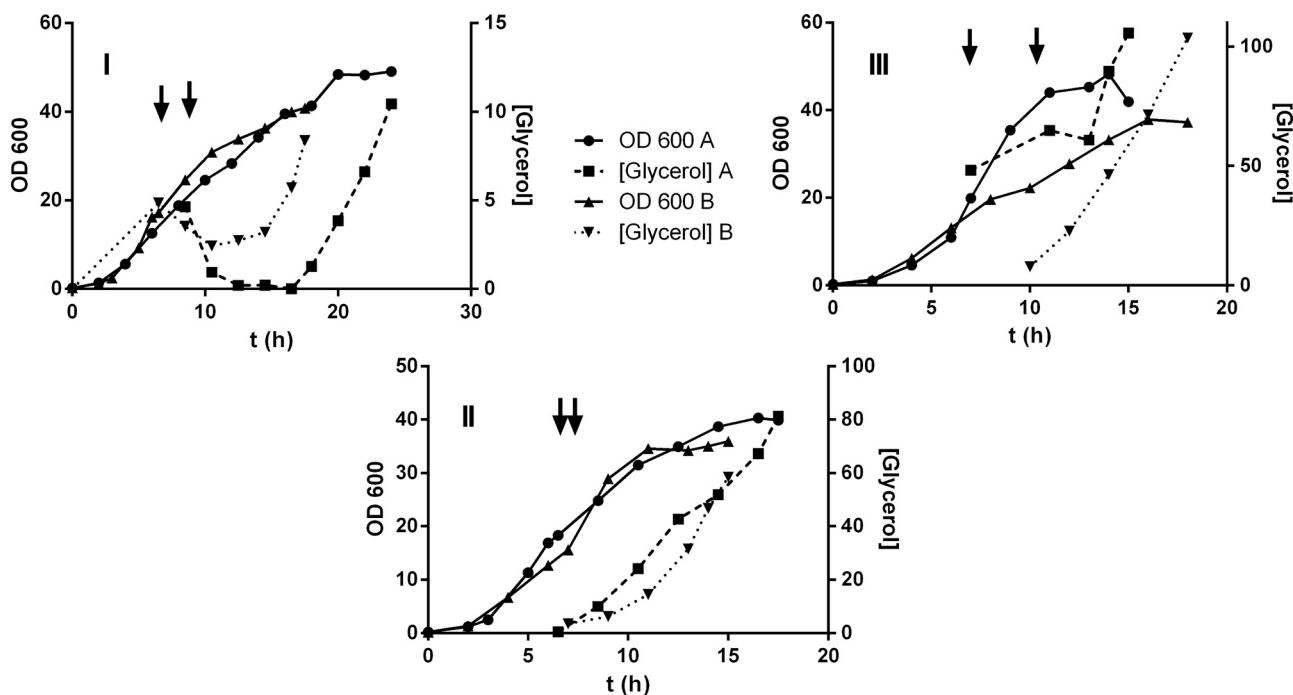 I
OD 600
60
40
20
0
[Glycerol]
15
10
5
0
0 10 20 30
t (h)
OD 600 A
[Glycerol] A
OD 600 B
[Glycerol] B
III
OD 600
60
40
20
0
[Glycerol]
100
50
0
0 5 10 15 20
t (h)
II
OD 600
50
40
30
20
10
0
[Glycerol]
100
80
60
40
20
0
0 5 10 15 20
t (h)